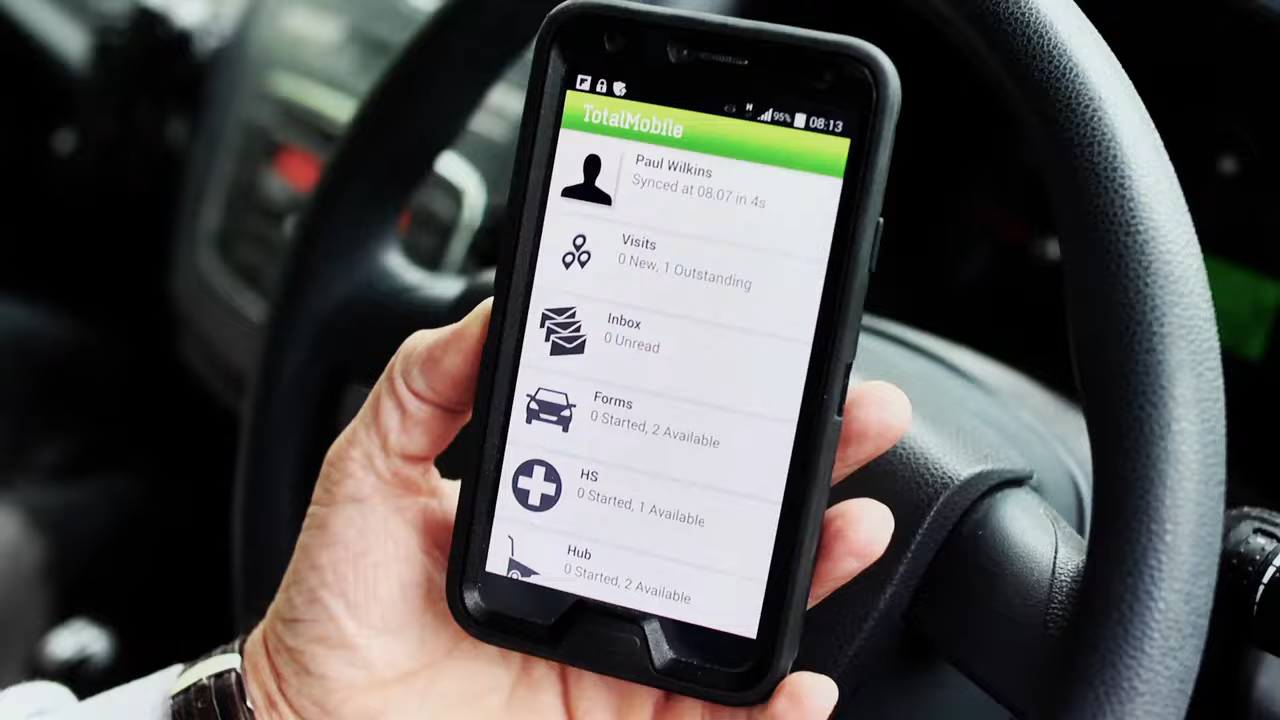 H 95% 08:13
TotalMobile
Paul Wilkins
Synced at 08:07 in 4s
Visits
0 New, 1 Outstanding
Inbox
0 Unread
Forms
0 Started, 2 Available
HS
0 Started, 1 Available
Hub
0 Started, 2 Available